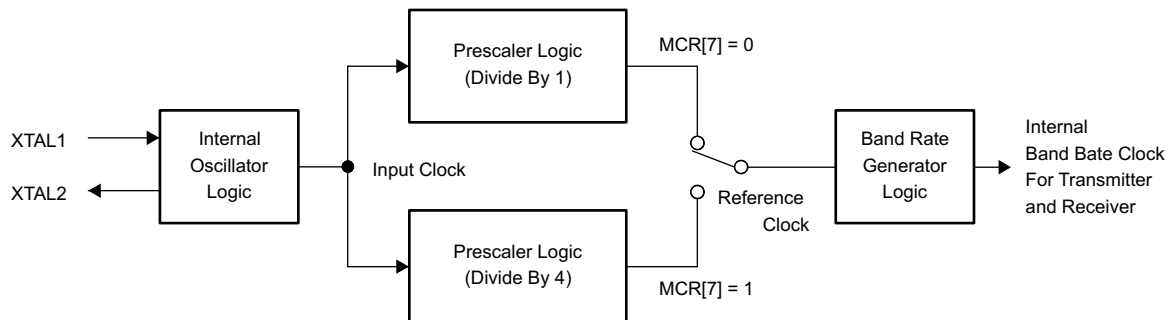 Prescaler Logic
(Divide By 1)
MCR[7] = 0
XTAL1
XTAL2
Internal
Oscillator
Logic
Input Clock
Band Rate
Generator
Logic
Internal
Band Bate Clock
For Transmitter
and Receiver
Reference
Clock
Prescaler Logic
(Divide By 4)
MCR[7] = 1